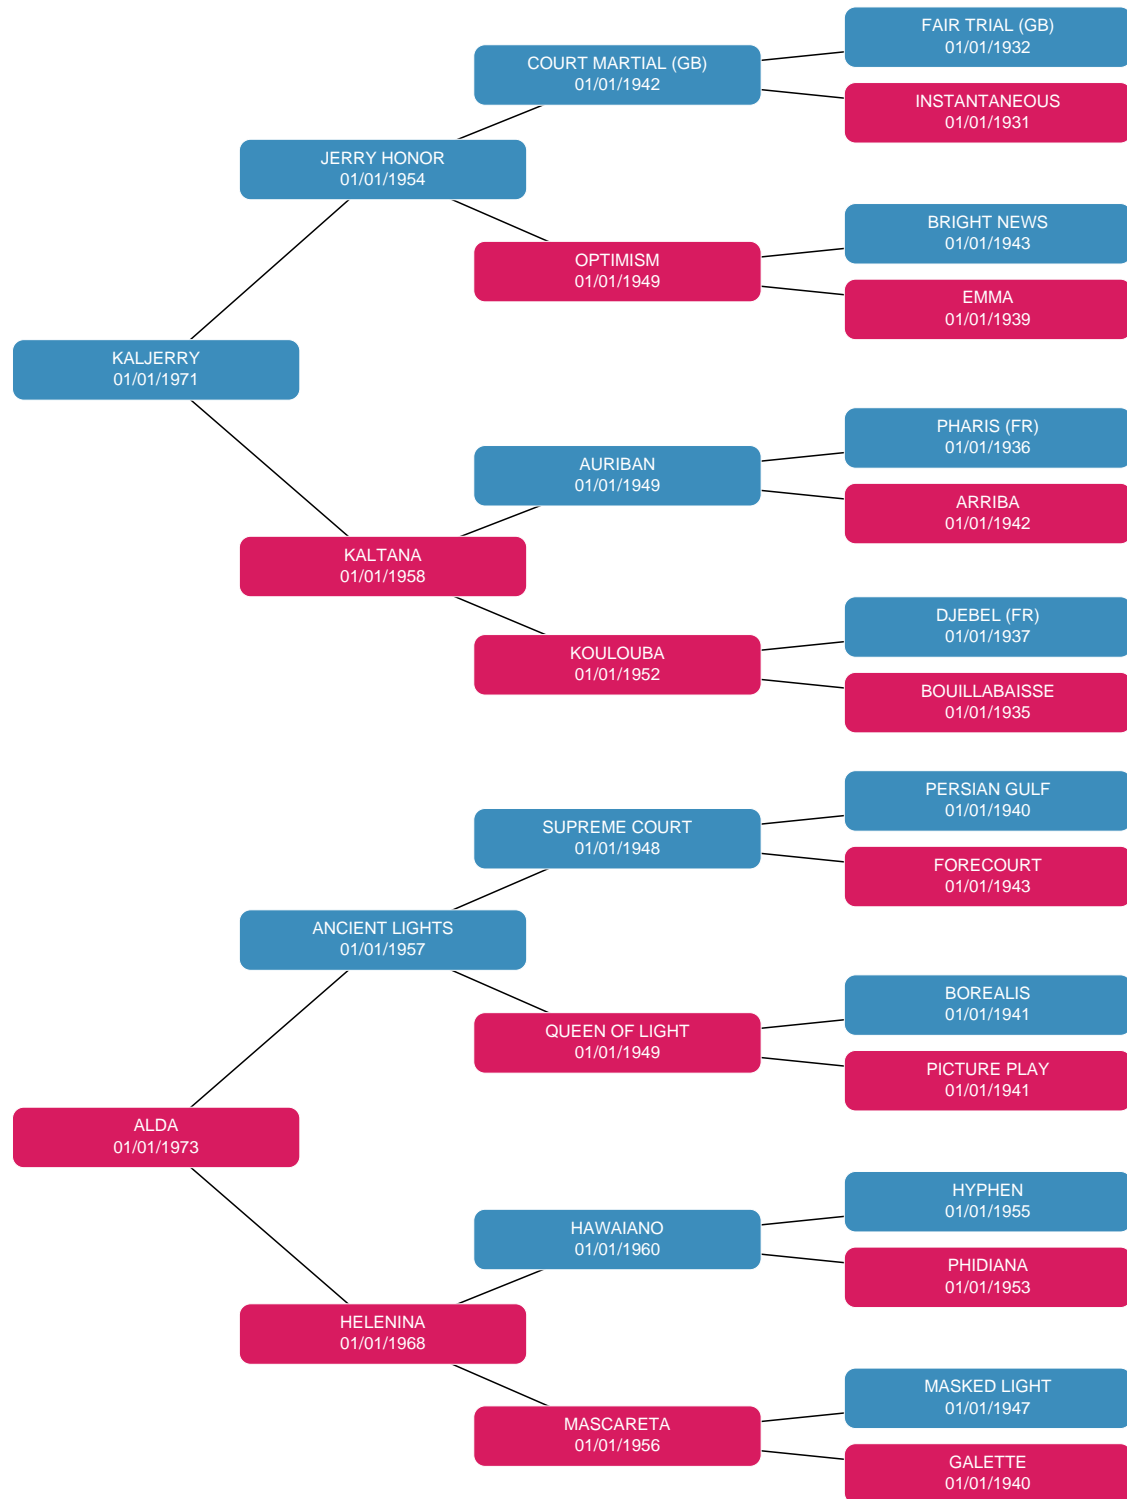 FAIR TRIAL (GB)
01/01/1932
COURT MARTIAL (GB)
01/01/1942
INSTANTANEOUS
01/01/1931
JERRY HONOR
01/01/1954
BRIGHT NEWS
01/01/1943
OPTIMISM
01/01/1949
EMMA
01/01/1939
KALJERRY
01/01/1971
PHARIS (FR)
01/01/1936
AURIBAN
01/01/1949
ARRIBA
01/01/1942
KALTANA
01/01/1958
DJEBEL (FR)
01/01/1937
KOULOUBA
01/01/1952
BOUILLABAISSE
01/01/1935
PERSIAN GULF
01/01/1940
SUPREME COURT
01/01/1948
FORECOURT
01/01/1943
ANCIENT LIGHTS
01/01/1957
BOREALIS
01/01/1941
QUEEN OF LIGHT
01/01/1949
PICTURE PLAY
01/01/1941
ALDA
01/01/1973
HYPHEN
01/01/1955
HAWAIANO
01/01/1960
PHIDIANA
01/01/1953
HELENINA
01/01/1968
MASKED LIGHT
01/01/1947
MASCARETA
01/01/1956
GALETTE
01/01/1940